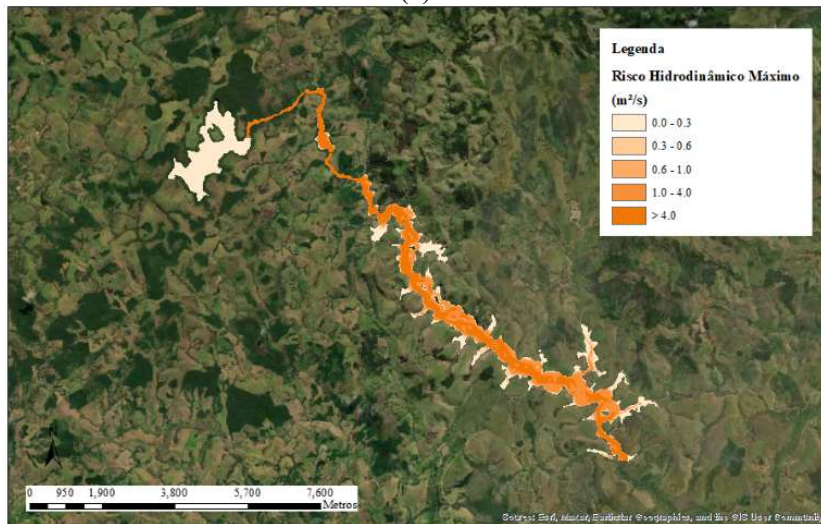 Legenda
Risco Hidrodinâmico Máximo
(m²/s)
0.0 - 0.3
0.3 - 0.6
0.6 - 1.0
1.0 - 4.0
> 4.0
N
0 950 1,900 3,800 5,700 7,600
Metros
Source: Esri, Maxar, Earthstar Geographics, and the GIS User Community